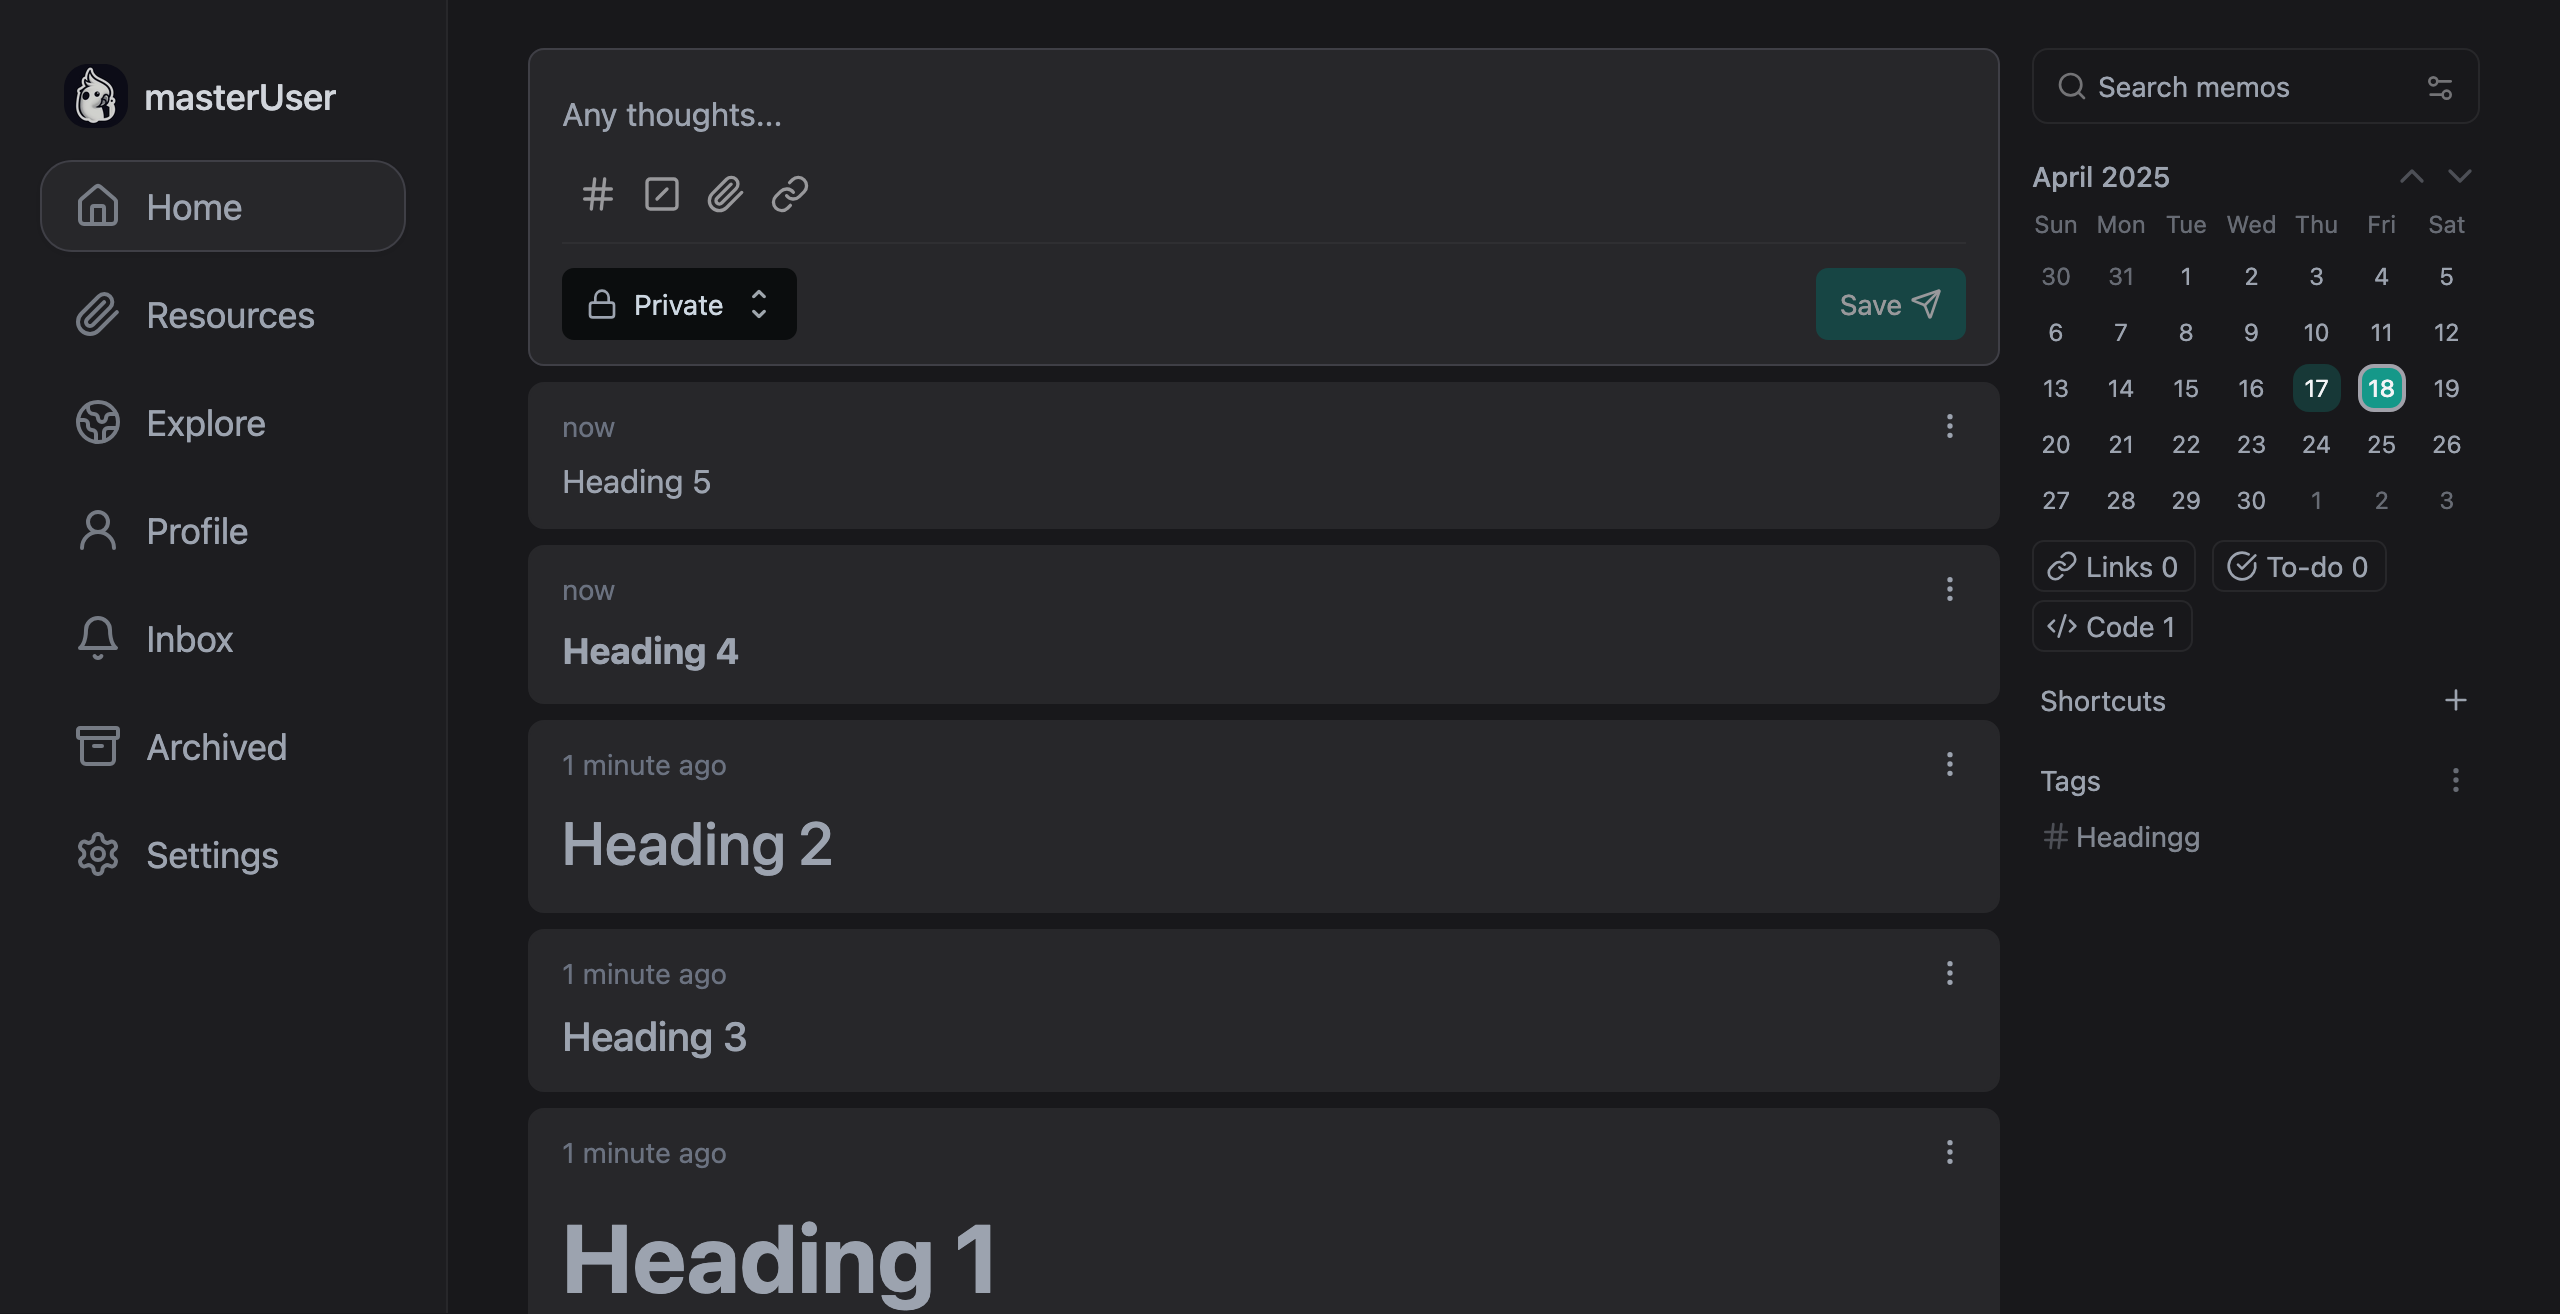 masterUser
Home
Resources
Explore
Profile
Inbox
Archived
Settings
Any thoughts...
Private
Save
now
Heading 5
now
Heading 4
1 minute ago
Heading 2
1 minute ago
Heading 3
1 minute ago
Heading 1
Search memos
April 2025
Sun Mon Tue Wed Thu Fri Sat
30 31 1 2 3 4 5
6 7 8 9 10 11 12
13 14 15 16 17 18 19
20 21 22 23 24 25 26
27 28 29 30 1 2 3
Links 0 To-do 0
</> Code 1
Shortcuts +
Tags
# Headingg